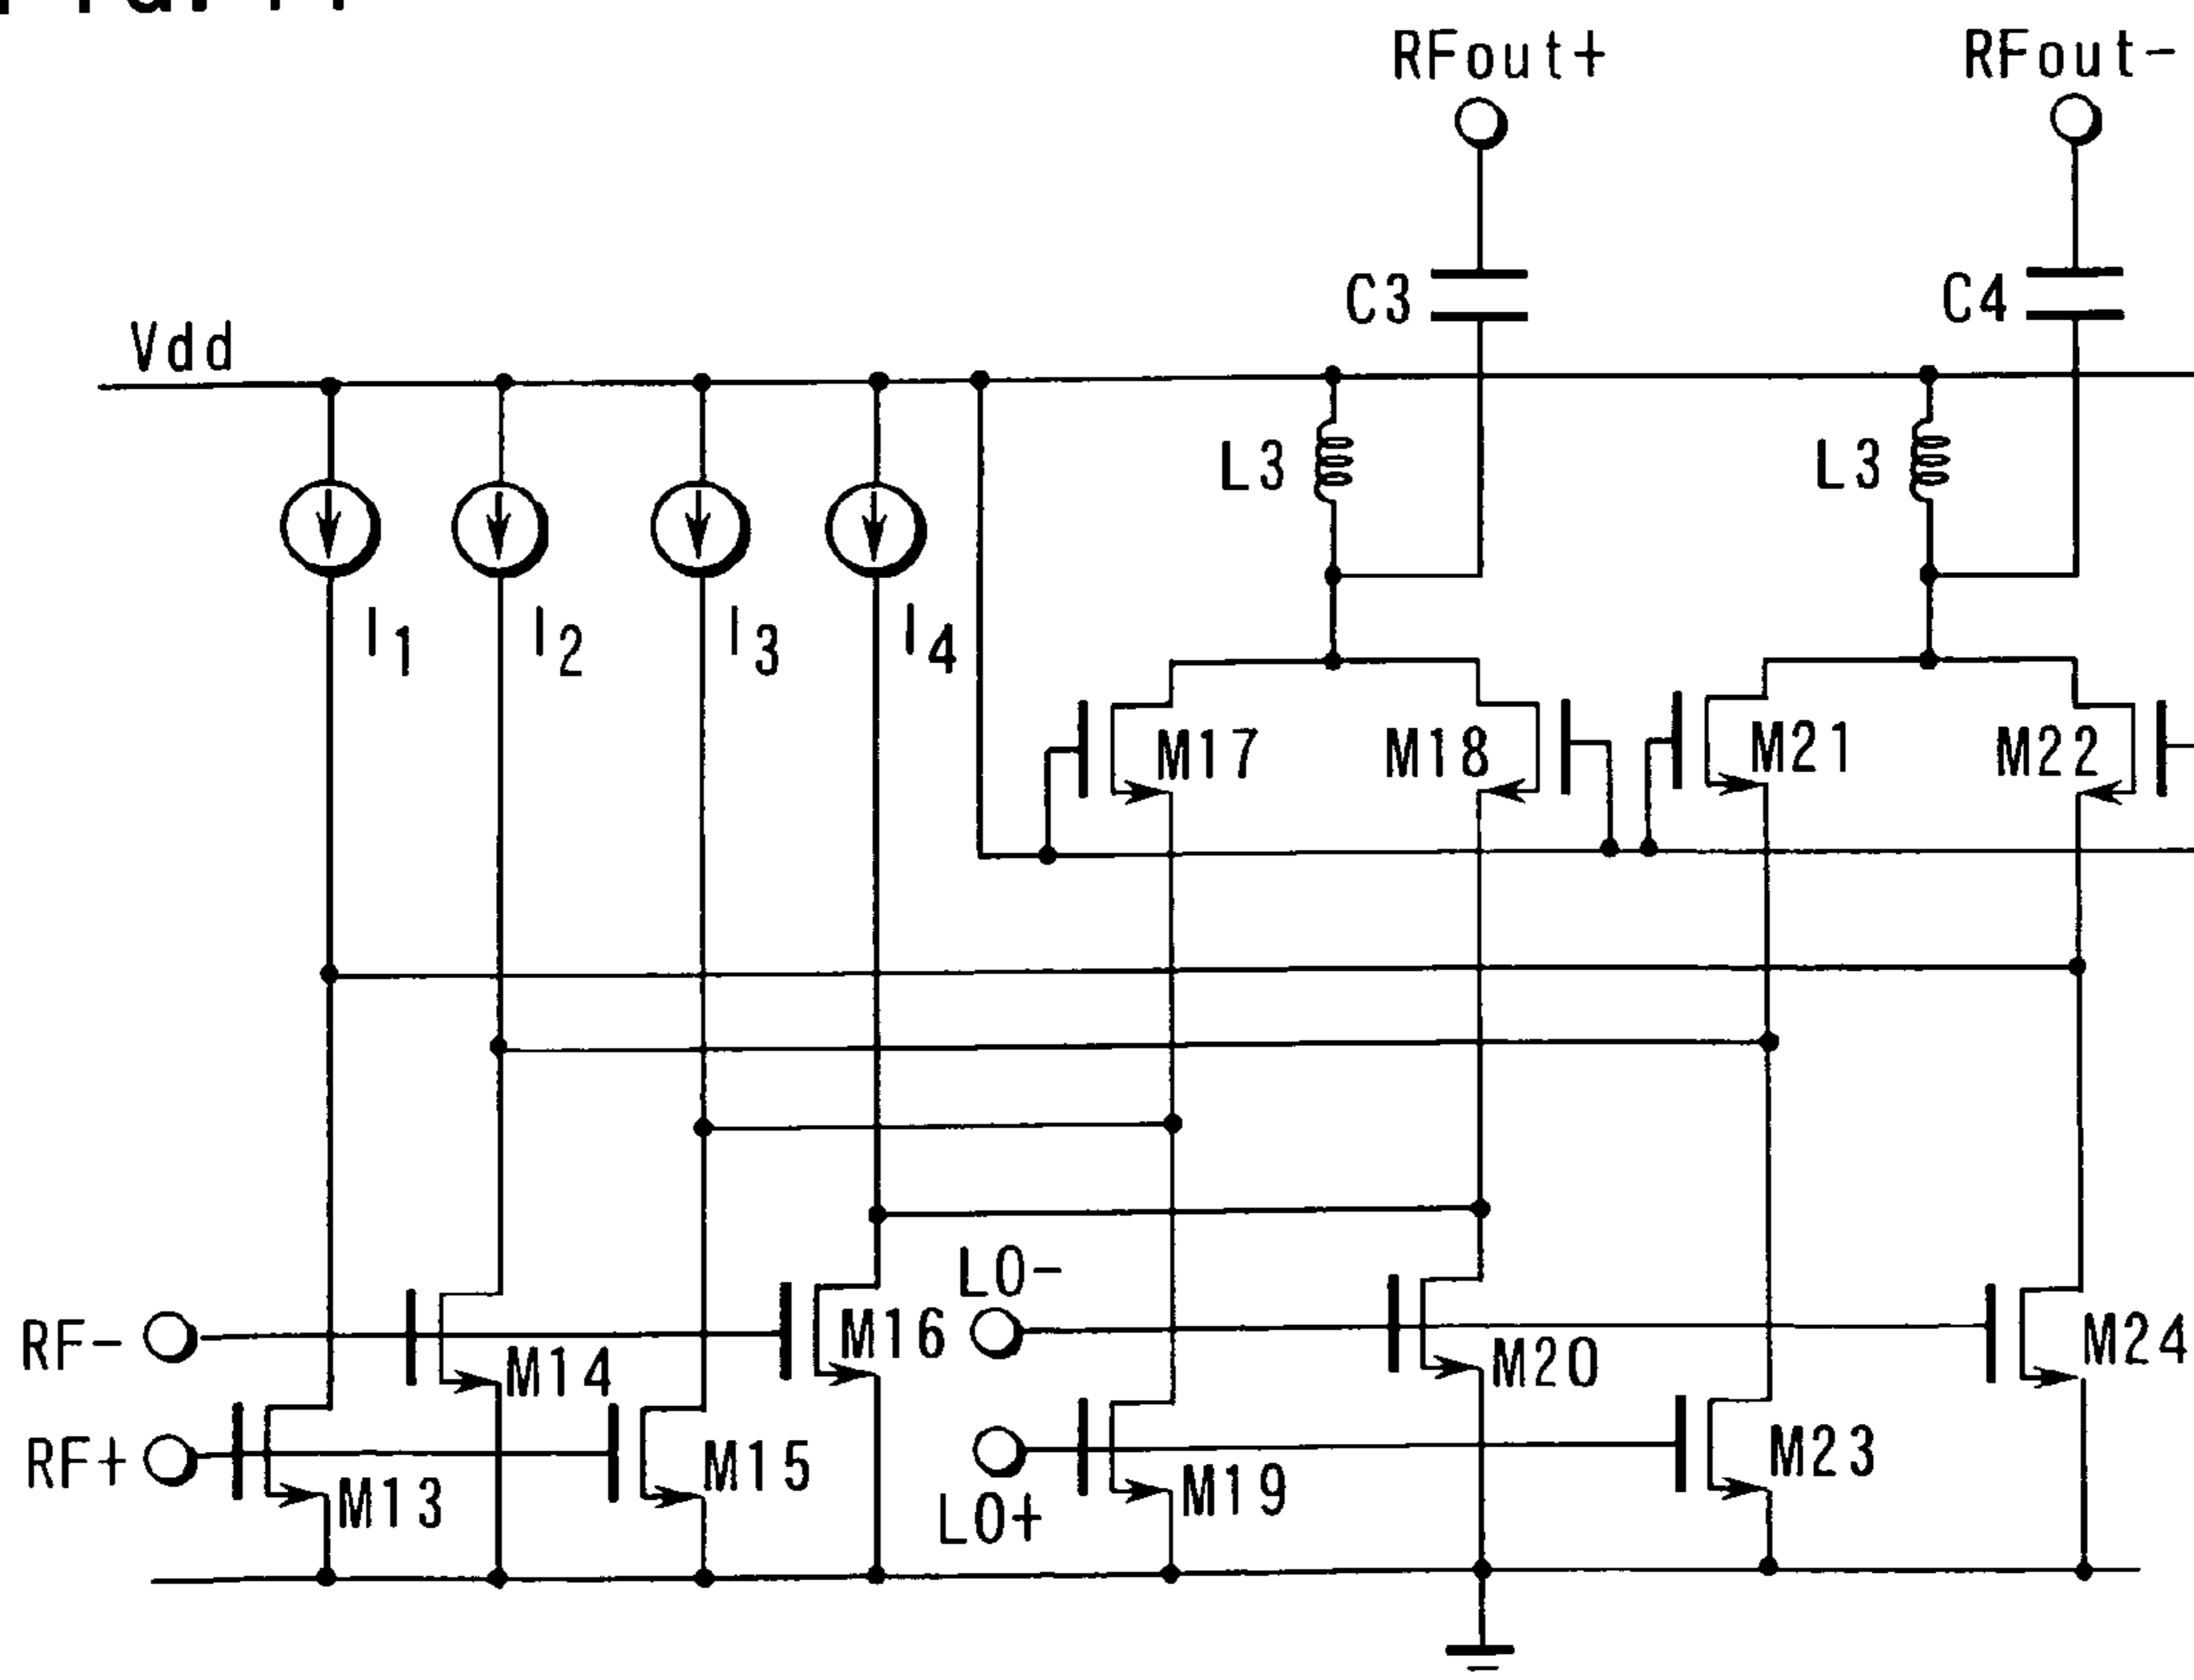 RFout+ RFout-
C3 C4
Vdd
L3 L3
I1 I2 I3 I4
M17 M18 M21 M22
LO-
RF- M14 M16 M20 M24
RF+ M13 M15 LO+ M19 M23